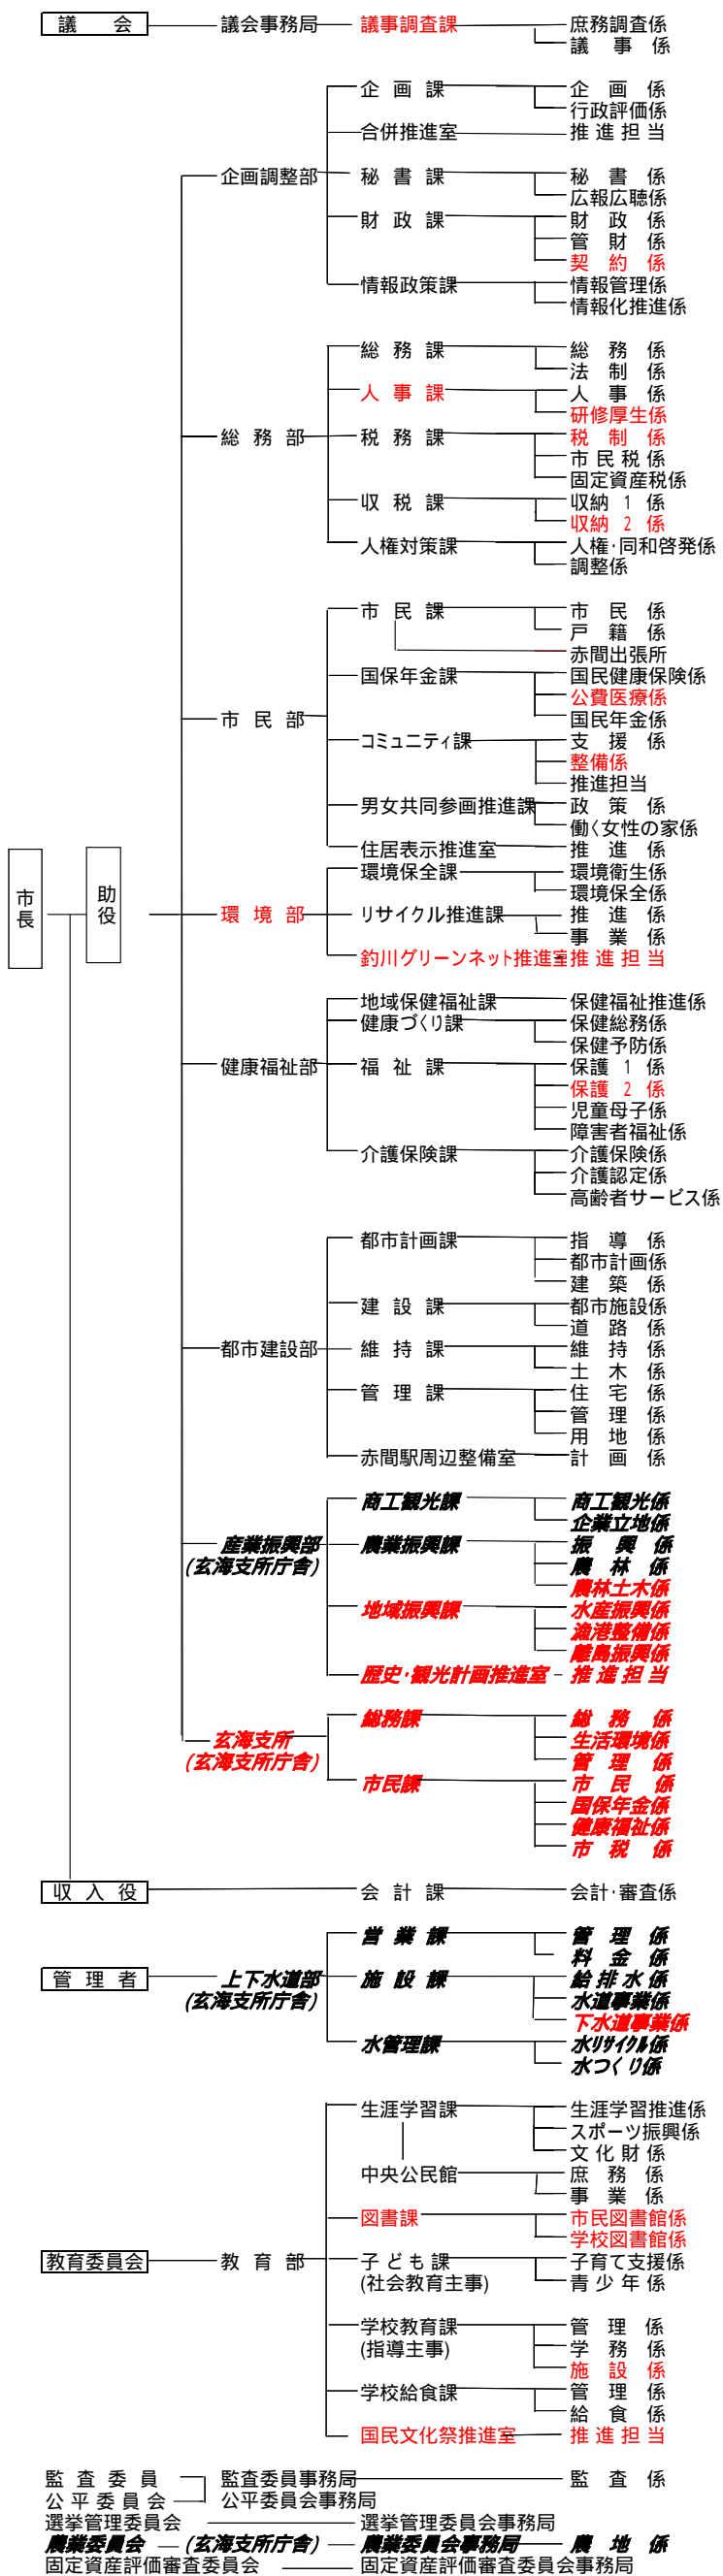 議会 議会事務局 議事調査課 庶務調査係
議事係
企画課 企画係
行政評価係
合併推進室 推進担当
企画調整部 秘書課 秘書係
広報広聴係
財政課 財政係
管財係
契約係
情報政策課 情報管理係
情報化推進係
総務課 総務係
法制係
人事課 人事係
研修厚生係
総務部 税務課 税制係
市民税係
固定資産税係
収税課 収納1係
収納2係
人権対策課 人権・同和啓発係
調整係
市民課 市民係
戸籍係
赤間出張所
国保年金課 国民健康保険係
公費医療係
市民部 国民年金係
コミュニティ課 支援係
整備係
推進担当
男女共同参画推進課 政策係
働く女性の家係
住居表示推進室 推進係
環境保全課 環境衛生係
環境保全係
市長 助役 環境部 リサイクル推進課 推進係
事業係
釣川グリーンネット推進室 推進担当
地域保健福祉課 保健福祉推進係
健康づくり課 保健総務係
保健予防係
健康福祉部 福祉課 保護1係
保護2係
児童母子係
障害者福祉係
介護保険課 介護保険係
介護認定係
高齢者サービス係
都市計画課 指導係
都市計画係
建築係
建設課 都市施設係
道路係
都市建設部 維持課 維持係
土木係
管理課 住宅係
管理係
用地係
赤間駅周辺整備室 計画係
商工観光課 商工観光係
企業立地係
産業振興部 農業振興課 振興係
(玄海支所庁舎) 農林係
農林土木係
地域振興課 水産振興係
漁港整備係
離島振興係
歴史・観光計画推進室 推進担当
総務課 総務係
玄海支所 生活環境係
(玄海支所庁舎) 管理係
市民課 市民係
国保年金係
健康福祉係
市税係
収入役 会計課 会計・審査係
営業課 管理係
料金係
管理者 上下水道部 施設課 給排水係
(玄海支所庁舎) 水道事業係
下水道事業係
水管理課 水リサイクル係
水つくり係
生涯学習課 生涯学習推進係
スポーツ振興係
文化財係
中央公民館 庶務係
事業係
図書課 市民図書館係
学校図書館係
教育委員会 教育部 子ども課 子育て支援係
(社会教育主事) 青少年係
学校教育課 管理係
(指導主事) 学務係
施設係
学校給食課 管理係
給食係
国民文化祭推進室 推進担当
監査委員 監査委員事務局 監査係
公平委員会 公平委員会事務局
選挙管理委員会 選挙管理委員会事務局
農業委員会 (玄海支所庁舎) 農業委員会事務局 農地係
固定資産評価審査委員会 固定資産評価審査委員会事務局